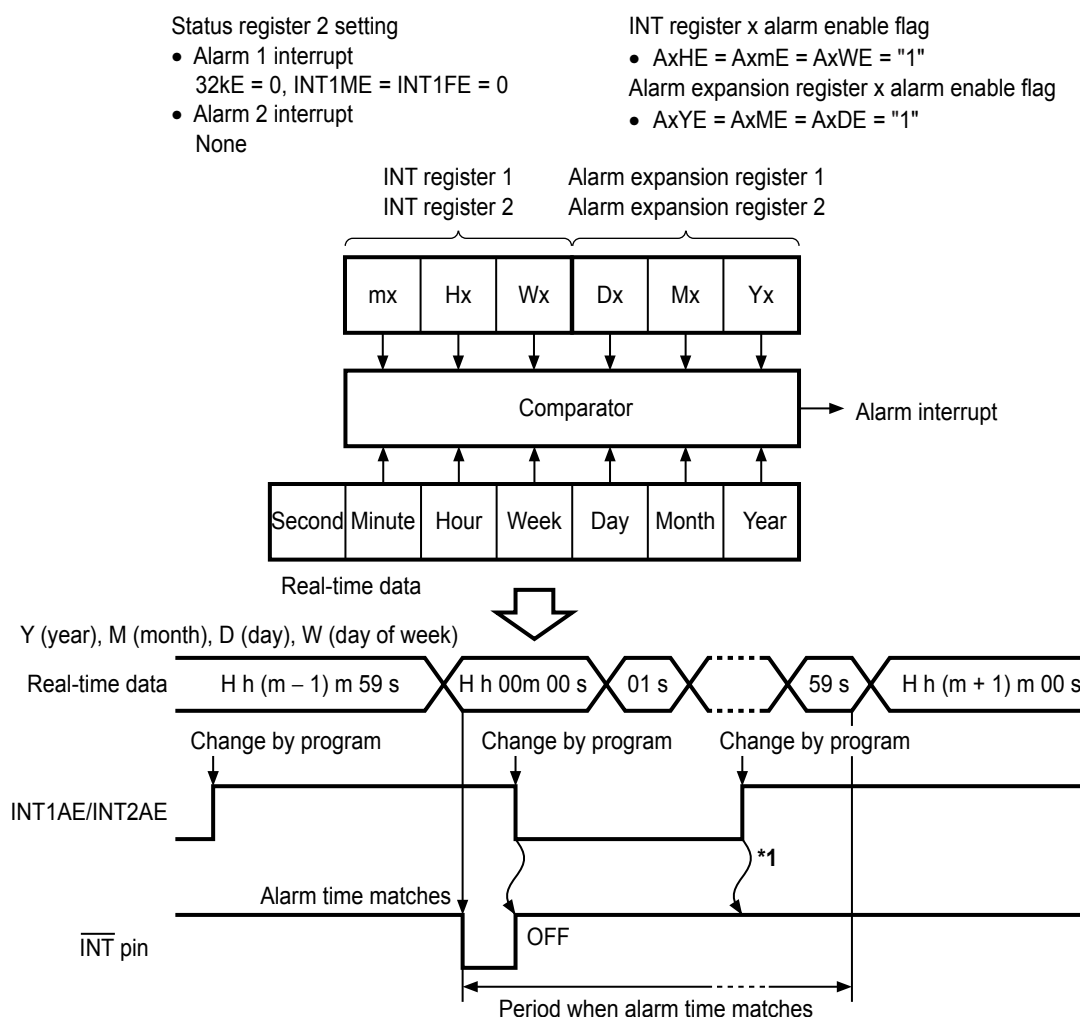 Status register 2 setting
• Alarm 1 interrupt
32kE = 0, INT1ME = INT1FE = 0
• Alarm 2 interrupt
None
INT register x alarm enable flag
• AxHE = AxmE = AxWE = "1"
Alarm expansion register x alarm enable flag
• AxYE = AxME = AxDE = "1"
INT register 1
INT register 2
Alarm expansion register 1
Alarm expansion register 2
mx Hx Wx Dx Mx Yx
Comparator
Alarm interrupt
Second Minute Hour Week Day Month Year
Real-time data
Y (year), M (month), D (day), W (day of week)
Real-time data
H h (m − 1) m 59 s
H h 00m 00 s
01 s
59 s
H h (m + 1) m 00 s
Change by program
Change by program
Change by program
INT1AE/INT2AE
*1
Alarm time matches
OFF
INT pin
Period when alarm time matches